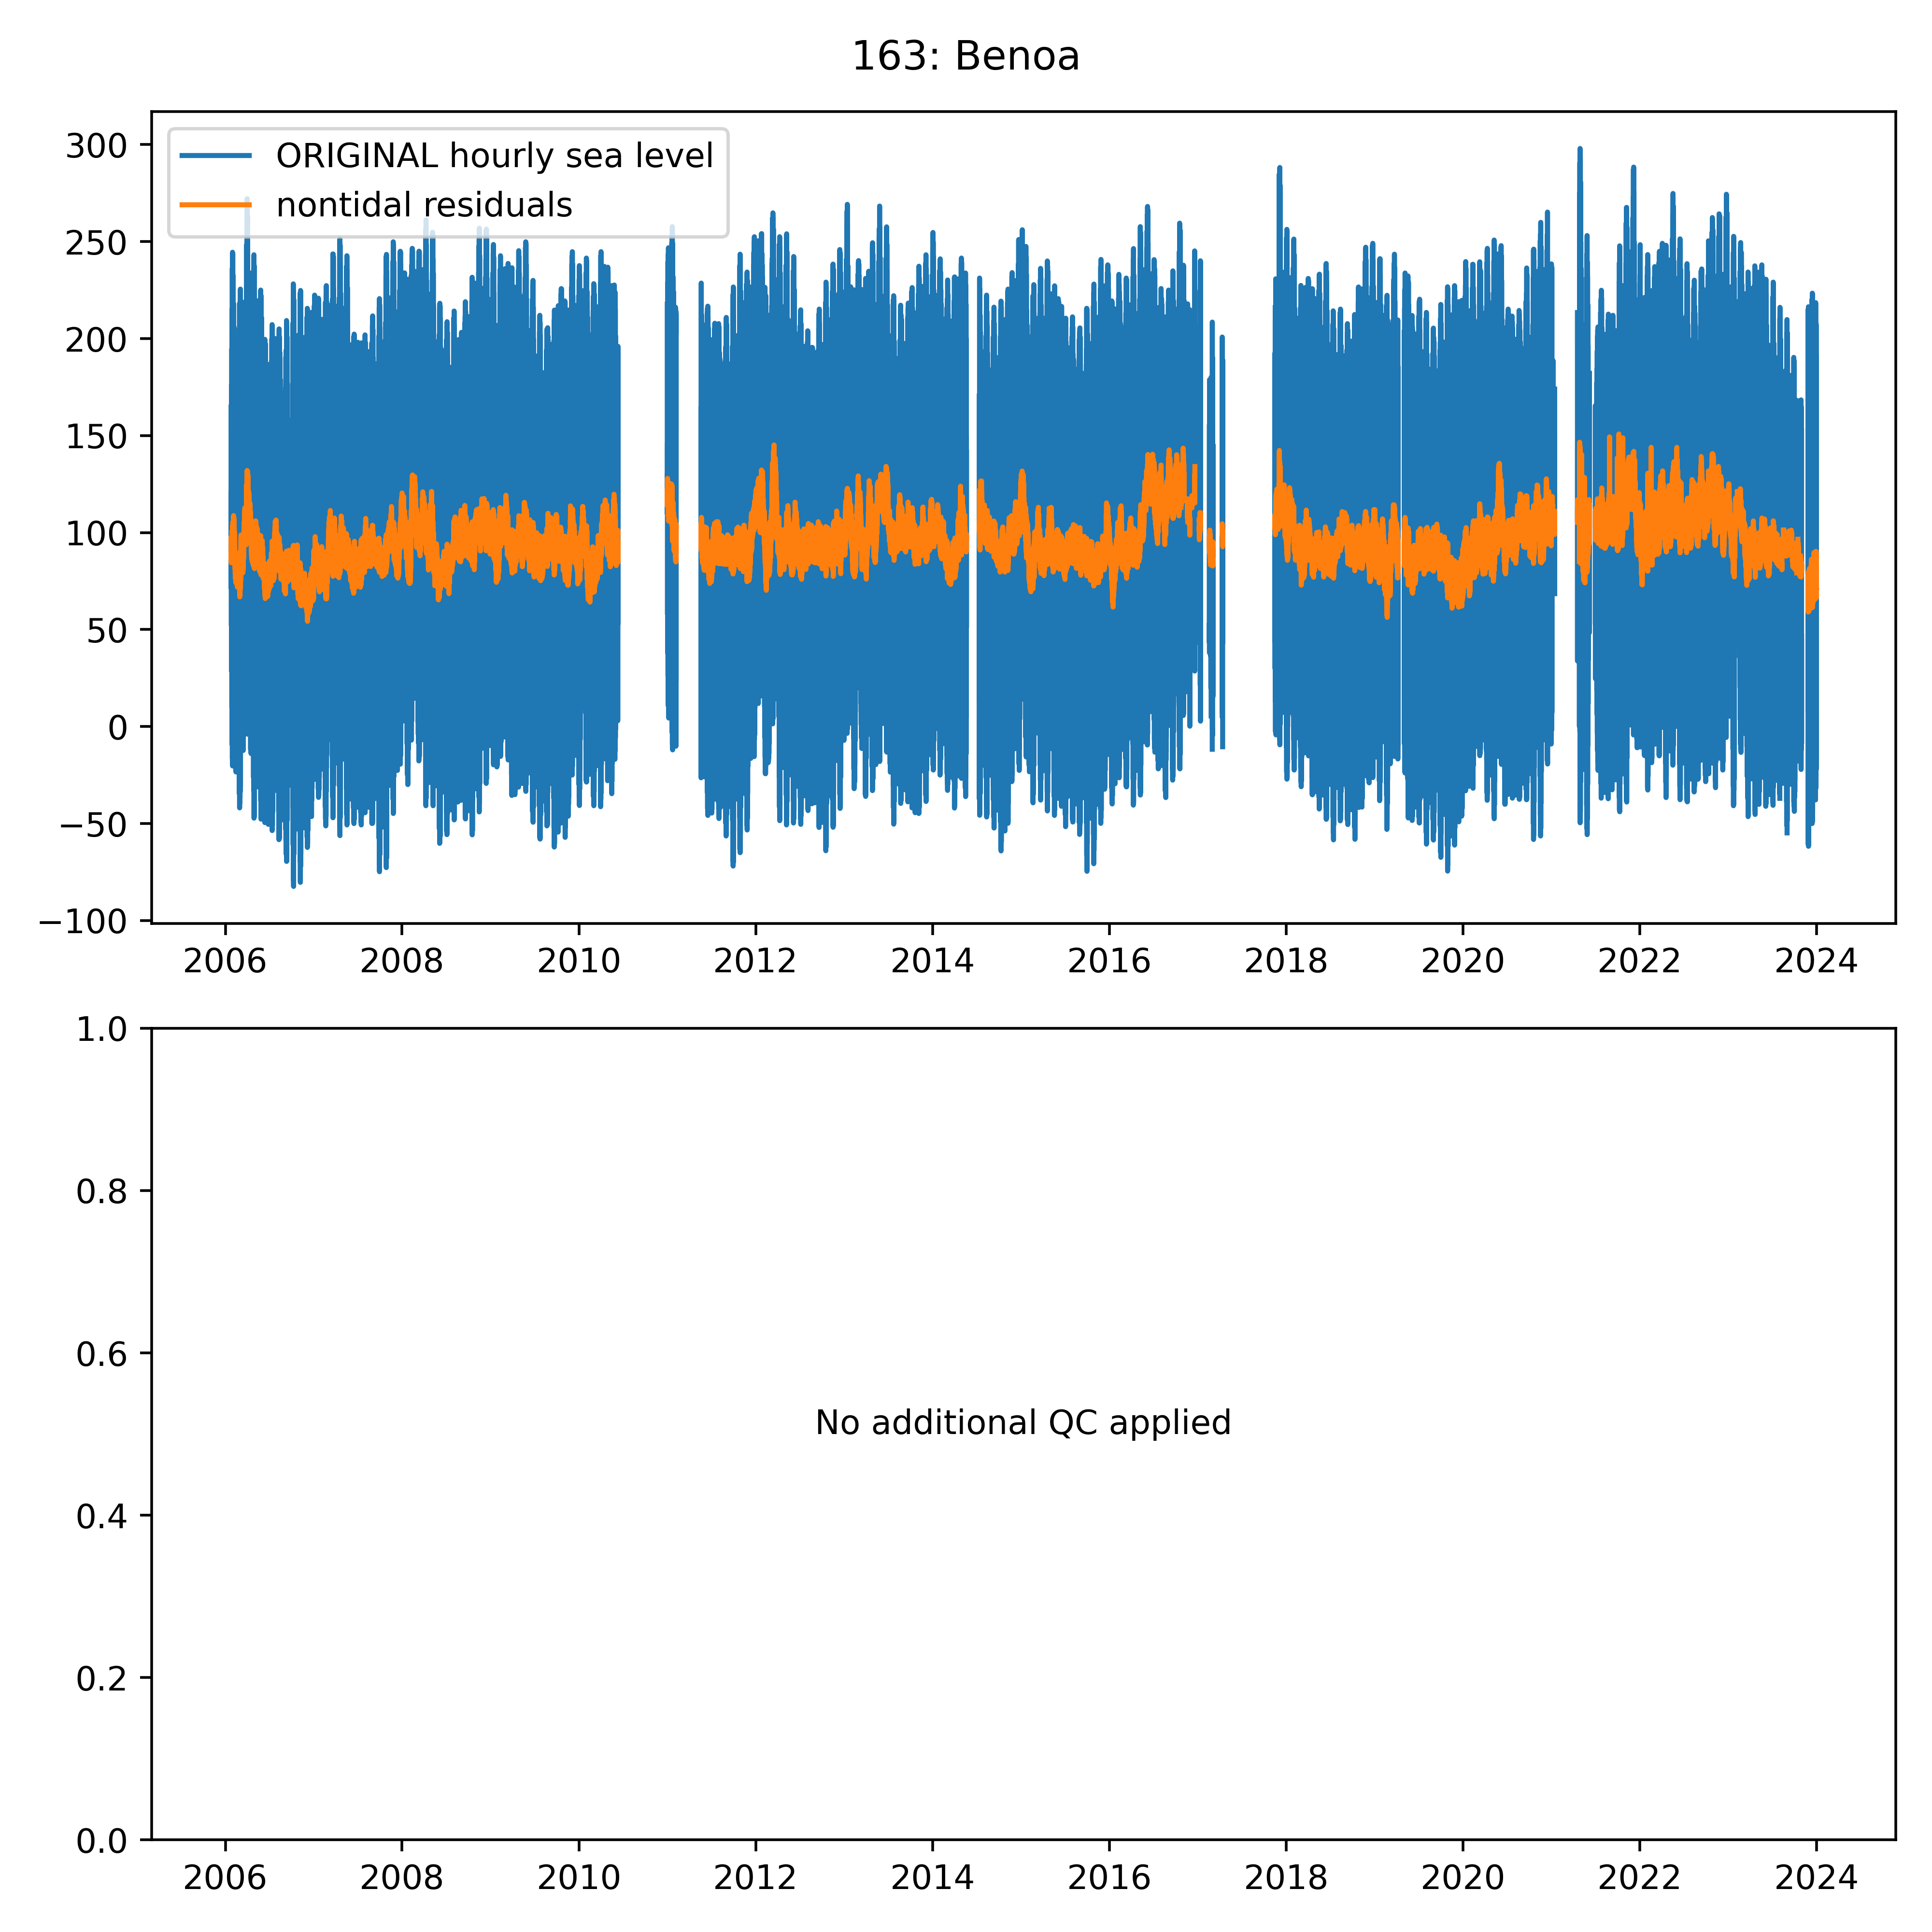 163: Benoa
ORIGINAL hourly sea level
nontidal residuals
300
250
200
150
100
50
0
−50
−100
2006 2008 2010 2012 2014 2016 2018 2020 2022 2024
1.0
0.8
0.6
No additional QC applied
0.4
0.2
0.0
2006 2008 2010 2012 2014 2016 2018 2020 2022 2024